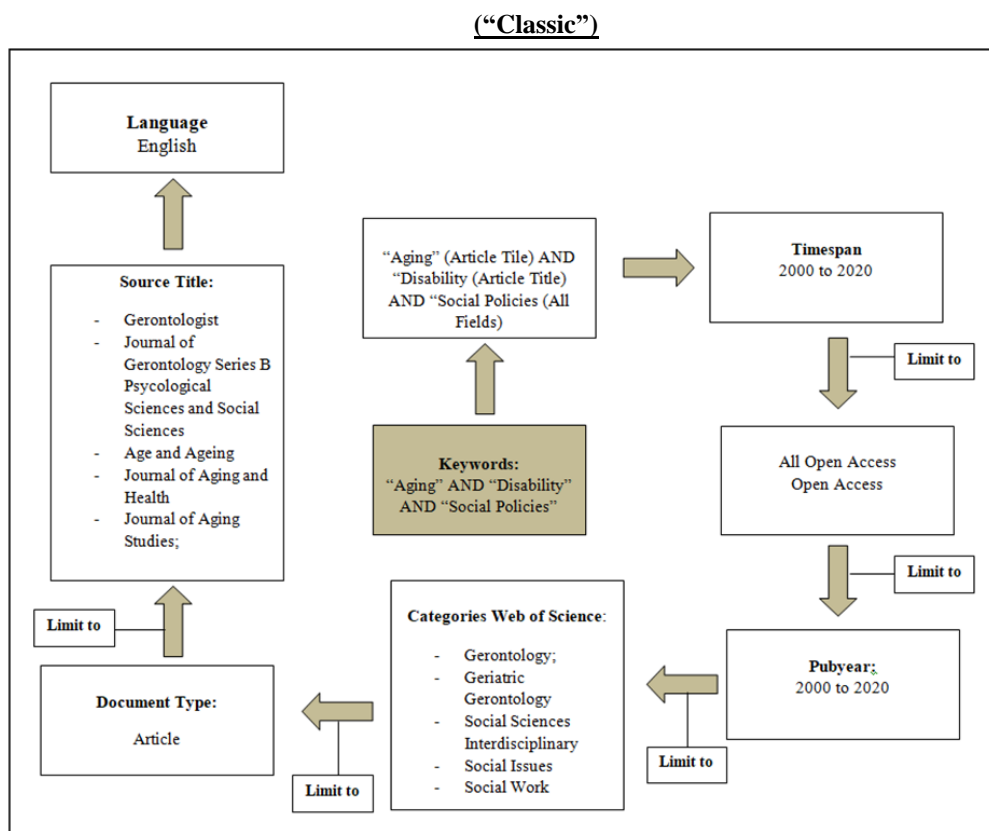 (“Classic”)
Language
English
Source Title:
- Gerontologist
- Journal of
Gerontology Series B
Psycological
Sciences and Social
Sciences
- Age and Ageing
- Journal of Aging and
Health
- Journal of Aging
Studies;
“Aging” (Article Tile) AND
“Disability (Article Title)
AND “Social Policies (All
Fields)
Timespan
2000 to 2020
Limit to
Keywords:
“Aging” AND “Disability”
AND “Social Policies”
All Open Access
Open Access
Limit to
Limit to
Categories Web of Science:
- Gerontology;
- Geriatric
Gerontology
- Social Sciences
Interdisciplinary
- Social Issues
- Social Work
Pubyear:
2000 to 2020
Limit to
Document Type:
Article
Limit to